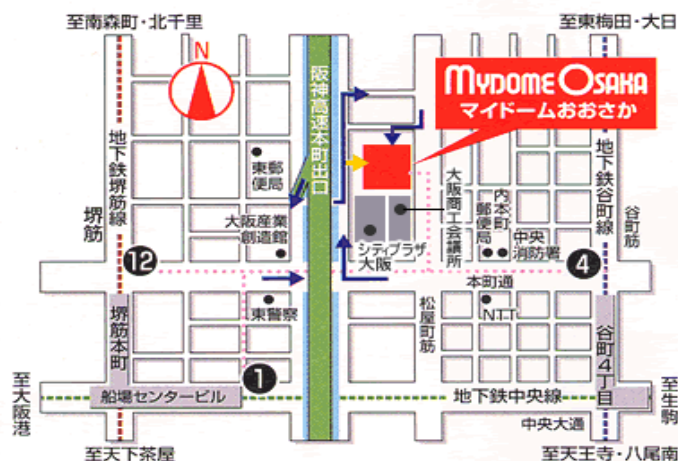 至南森町・北千里
至東梅田・大日
N
MYDOME OSAKA
マイドームおおさか
阪神高速本町出口
地下鉄堺筋線
堺筋
東郵
便局
大阪産業
創造館
シティプラザ
大阪
大阪商工会議所
内本町
郵便局
中央
消防署
地下鉄谷町線
谷町筋
12
4
本町通
堺筋本町
東警察
松屋町筋
NTT
谷町4丁目
1
至大阪港
船場センタービル
地下鉄中央線
至生駒
中央大通
至天下茶屋
至天王寺・八尾南